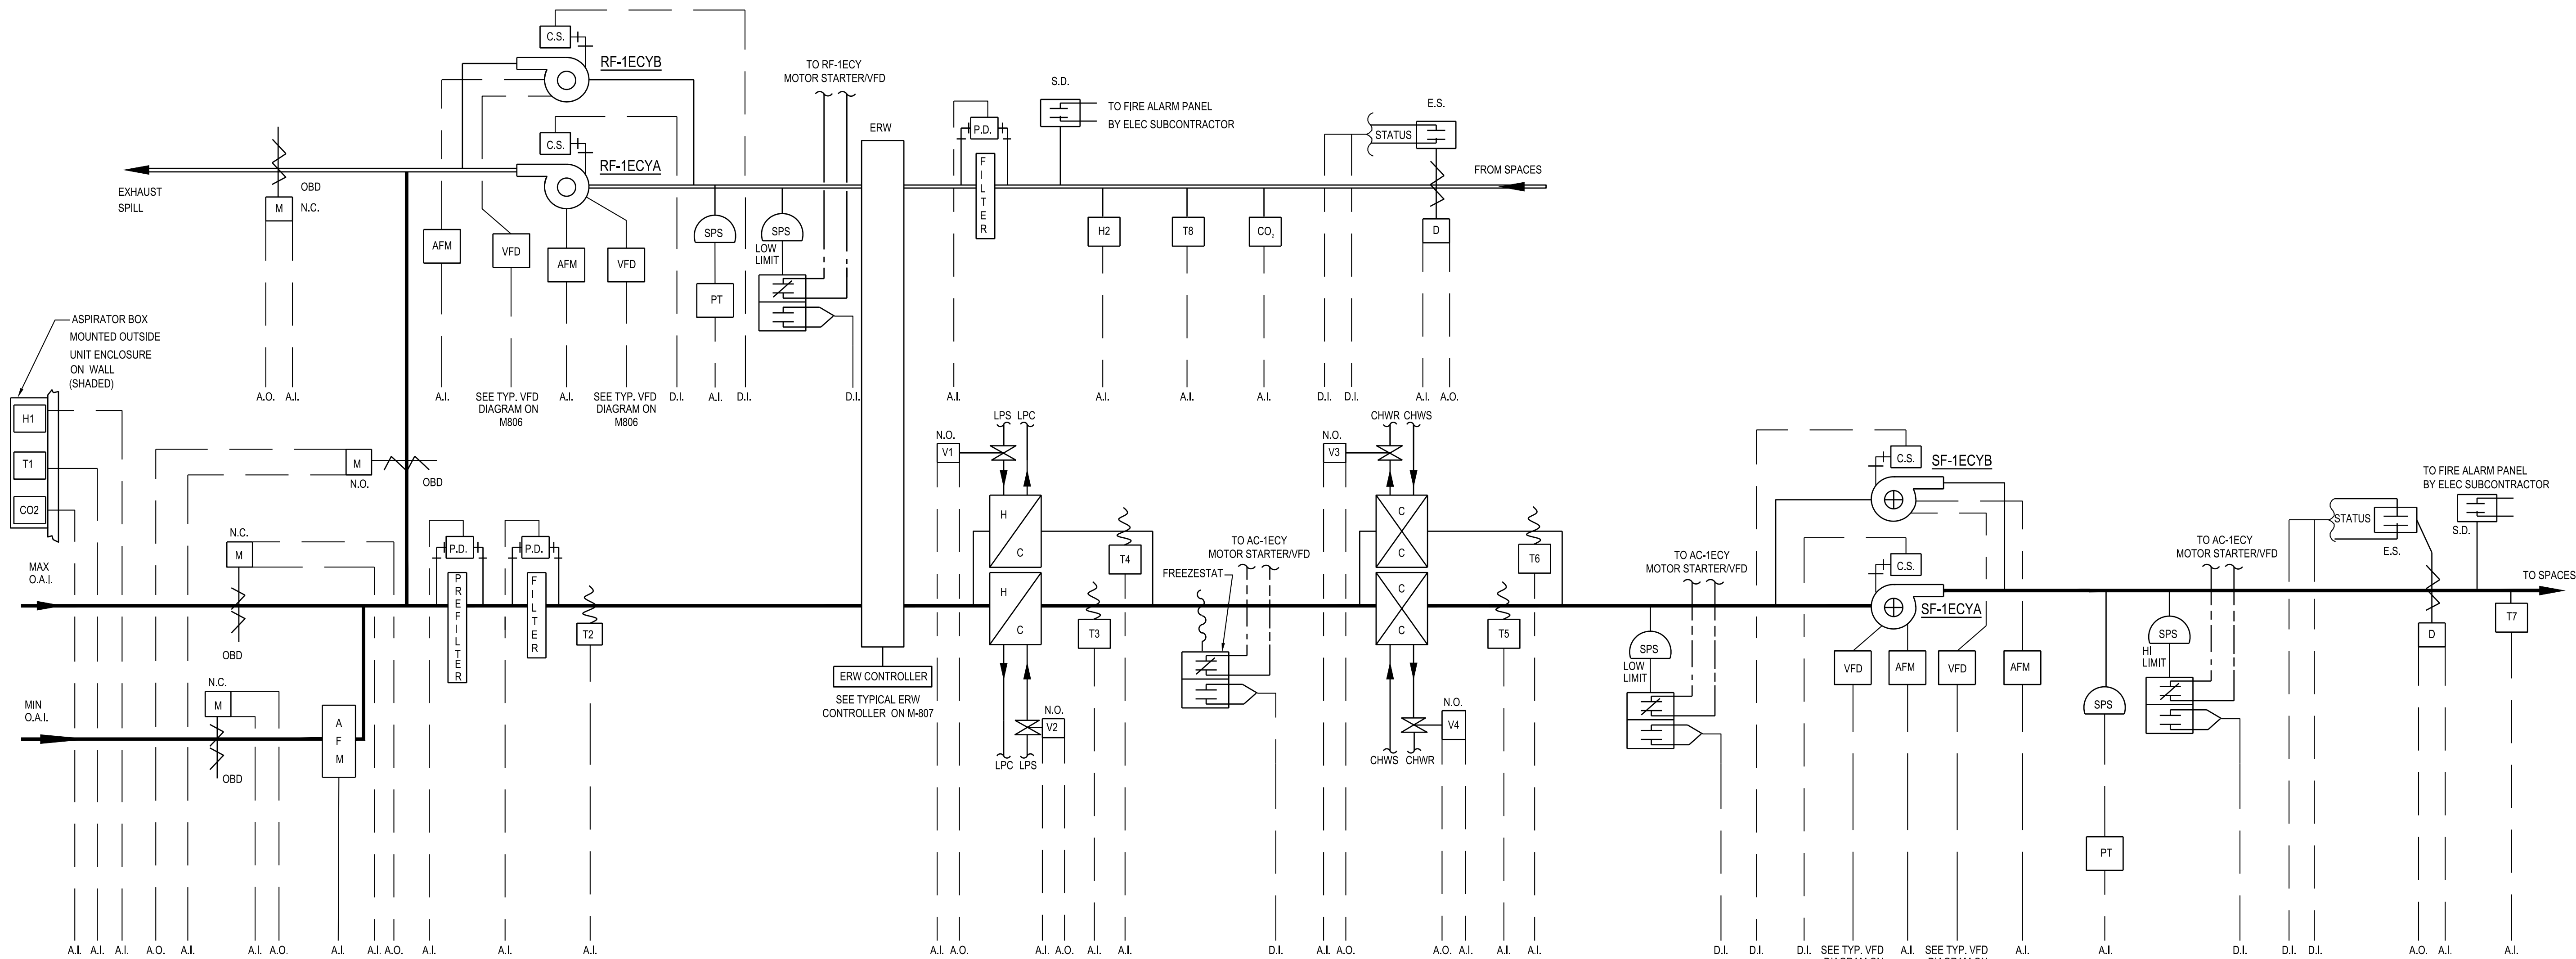 C.S.
RF-1ECYB
TO RF-1ECY
MOTOR STARTER/VFD
S.D.
TO FIRE ALARM PANEL
BY ELEC SUBCONTRACTOR
E.S.
STATUS
ERW
P.D.
C.S.
RF-1ECYA
FILTER
FROM SPACES
EXHAUST
SPILL
OBD
M
N.C.
AFM
VFD
AFM
VFD
SPS
SPS
LOW
LIMIT
PT
H2
T8
CO2
D
ASPIRATOR BOX
MOUNTED OUTSIDE
UNIT ENCLOSURE
ON WALL
(SHADED)
A.O.
A.I.
A.I.
SEE TYP. VFD
DIAGRAM ON
M806
A.I.
SEE TYP. VFD
DIAGRAM ON
M806
D.I.
A.I.
D.I.
D.I.
A.I.
A.I.
A.I.
A.I.
D.I.
D.I.
A.I.
A.O.
H1
T1
CO2
M
N.O.
OBD
LPS
LPC
N.O.
V1
H
C
H
C
T4
T3
CHWR
CHWS
N.O.
V3
C
C
C
C
T6
T5
C.S.
SF-1ECYB
C.S.
SF-1ECYA
TO FIRE ALARM PANEL
BY ELEC SUBCONTRACTOR
S.D.
STATUS
E.S.
TO SPACES
MAX
O.A.I.
N.C.
M
OBD
P.D.
P.D.
PREFILTER
FILTER
T2
TO AC-1ECY
MOTOR STARTER/VFD
FREEZESTAT
TO AC-1ECY
MOTOR STARTER/VFD
SPS
LOW
LIMIT
TO AC-1ECY
MOTOR STARTER/VFD
SPS
HI
LIMIT
D
T7
ERW CONTROLLER
SEE TYPICAL ERW
CONTROLLER ON M-807
VFD
AFM
VFD
AFM
SPS
PT
MIN
O.A.I.
N.C.
M
OBD
AFM
N.O.
V2
LPC
LPS
N.O.
V4
CHWS
CHWR
A.I.
A.I.
A.I.
A.O.
A.I.
A.I.
A.O.
A.I.
A.I.
A.O.
A.I.
A.I.
A.I.
A.I.
A.O.
A.I.
A.O.
A.I.
A.I.
D.I.
A.I.
A.O.
A.O.
A.I.
A.I.
A.I.
D.I.
D.I.
D.I.
SEE TYP. VFD
DIAGRAM ON
A.I.
SEE TYP. VFD
DIAGRAM ON
A.I.
A.I.
D.I.
D.I.
D.I.
A.O.
A.I.
A.I.